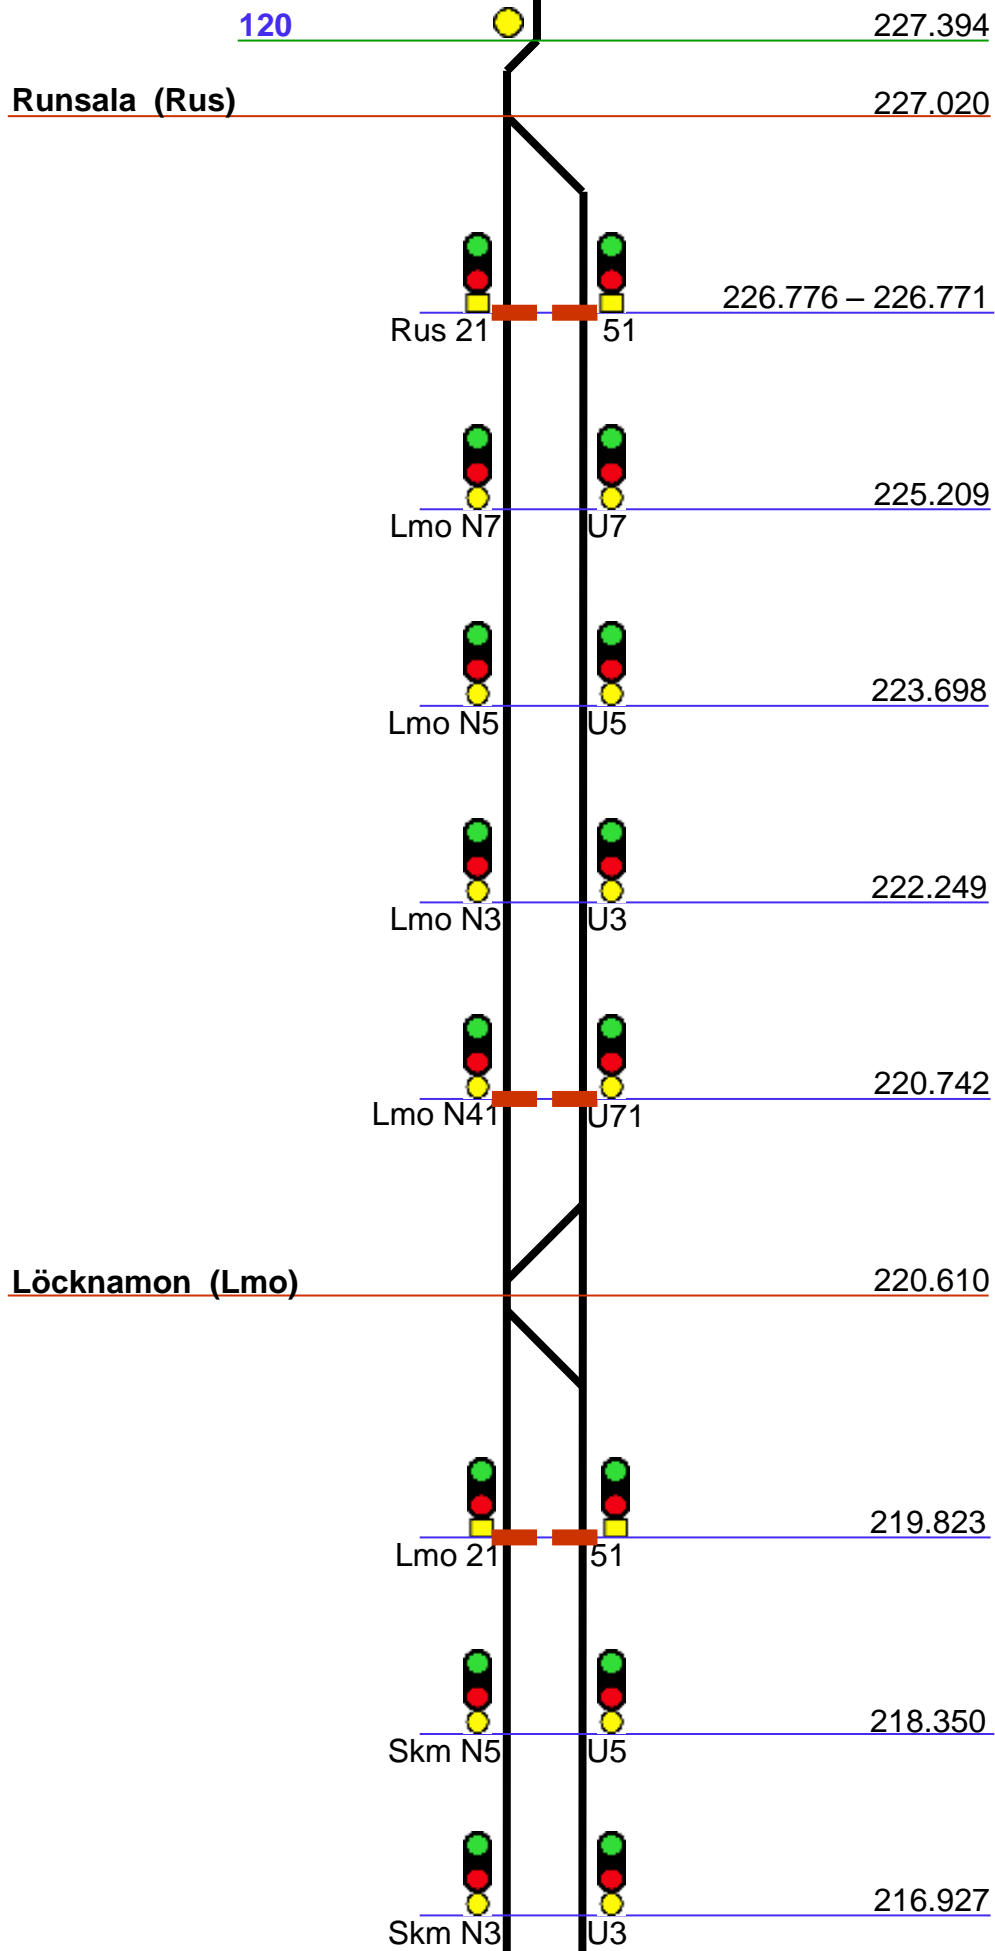 120 227.394
Runsala (Rus) 227.020
226.776 – 226.771
Rus 21 51
225.209
Lmo N7 U7
223.698
Lmo N5 U5
222.249
Lmo N3 U3
220.742
Lmo N41 U71
Löcknamon (Lmo) 220.610
219.823
Lmo 21 51
218.350
Skm N5 U5
216.927
Skm N3 U3